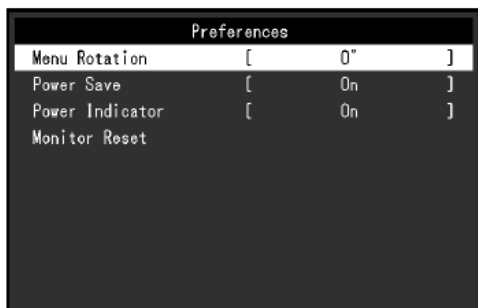 Preferences
Menu Rotation [ 0° ]
Power Save [ On ]
Power Indicator [ On ]
Monitor Reset